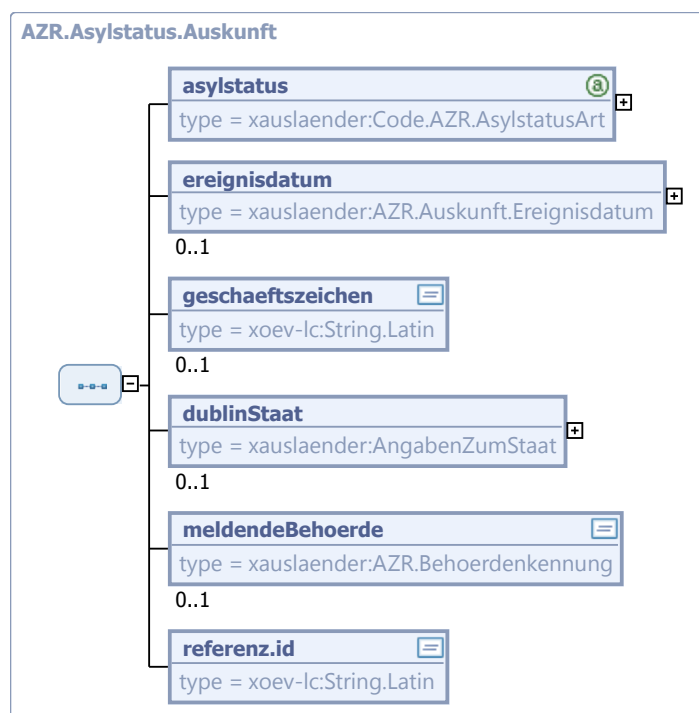 AZR.Asylstatus.Auskunft
asylstatus
type = xauslaender:Code.AZR.AsylstatusArt
ereignisdatum
type = xauslaender:AZR.Auskunft.Ereignisdatum
0..1
geschaeftszeichen
type = xoev-lc:String.Latin
0..1
dublinStaat
type = xauslaender:AngabenZumStaat
0..1
meldendeBehoerde
type = xauslaender:AZR.Behoerdenkennung
0..1
referenz.id
type = xoev-lc:String.Latin